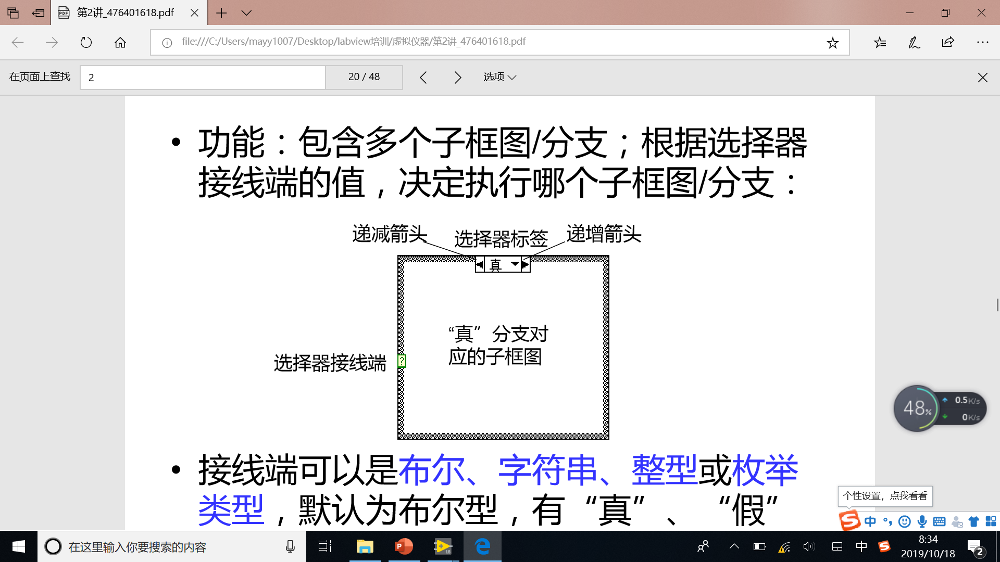 第2讲_476401618.pdf
file:///C:/Users/mayy1007/Desktop/labview培训/虚拟仪器/第2讲_476401618.pdf
在页面上查找
2
20 / 48
选项
• 功能：包含多个子框图/分支；根据选择器
接线端的值，决定执行哪个子框图/分支：
递减箭头
选择器标签
递增箭头
真
“真”分支对
应的子框图
选择器接线端
?
48%
0.5K/s
0K/s
• 接线端可以是布尔、字符串、整型或枚举
类型，默认为布尔型，有“真”、“假”
个性设置，点我看看
中
在这里输入你要搜索的内容
18
中
8:34
2019/10/18
2